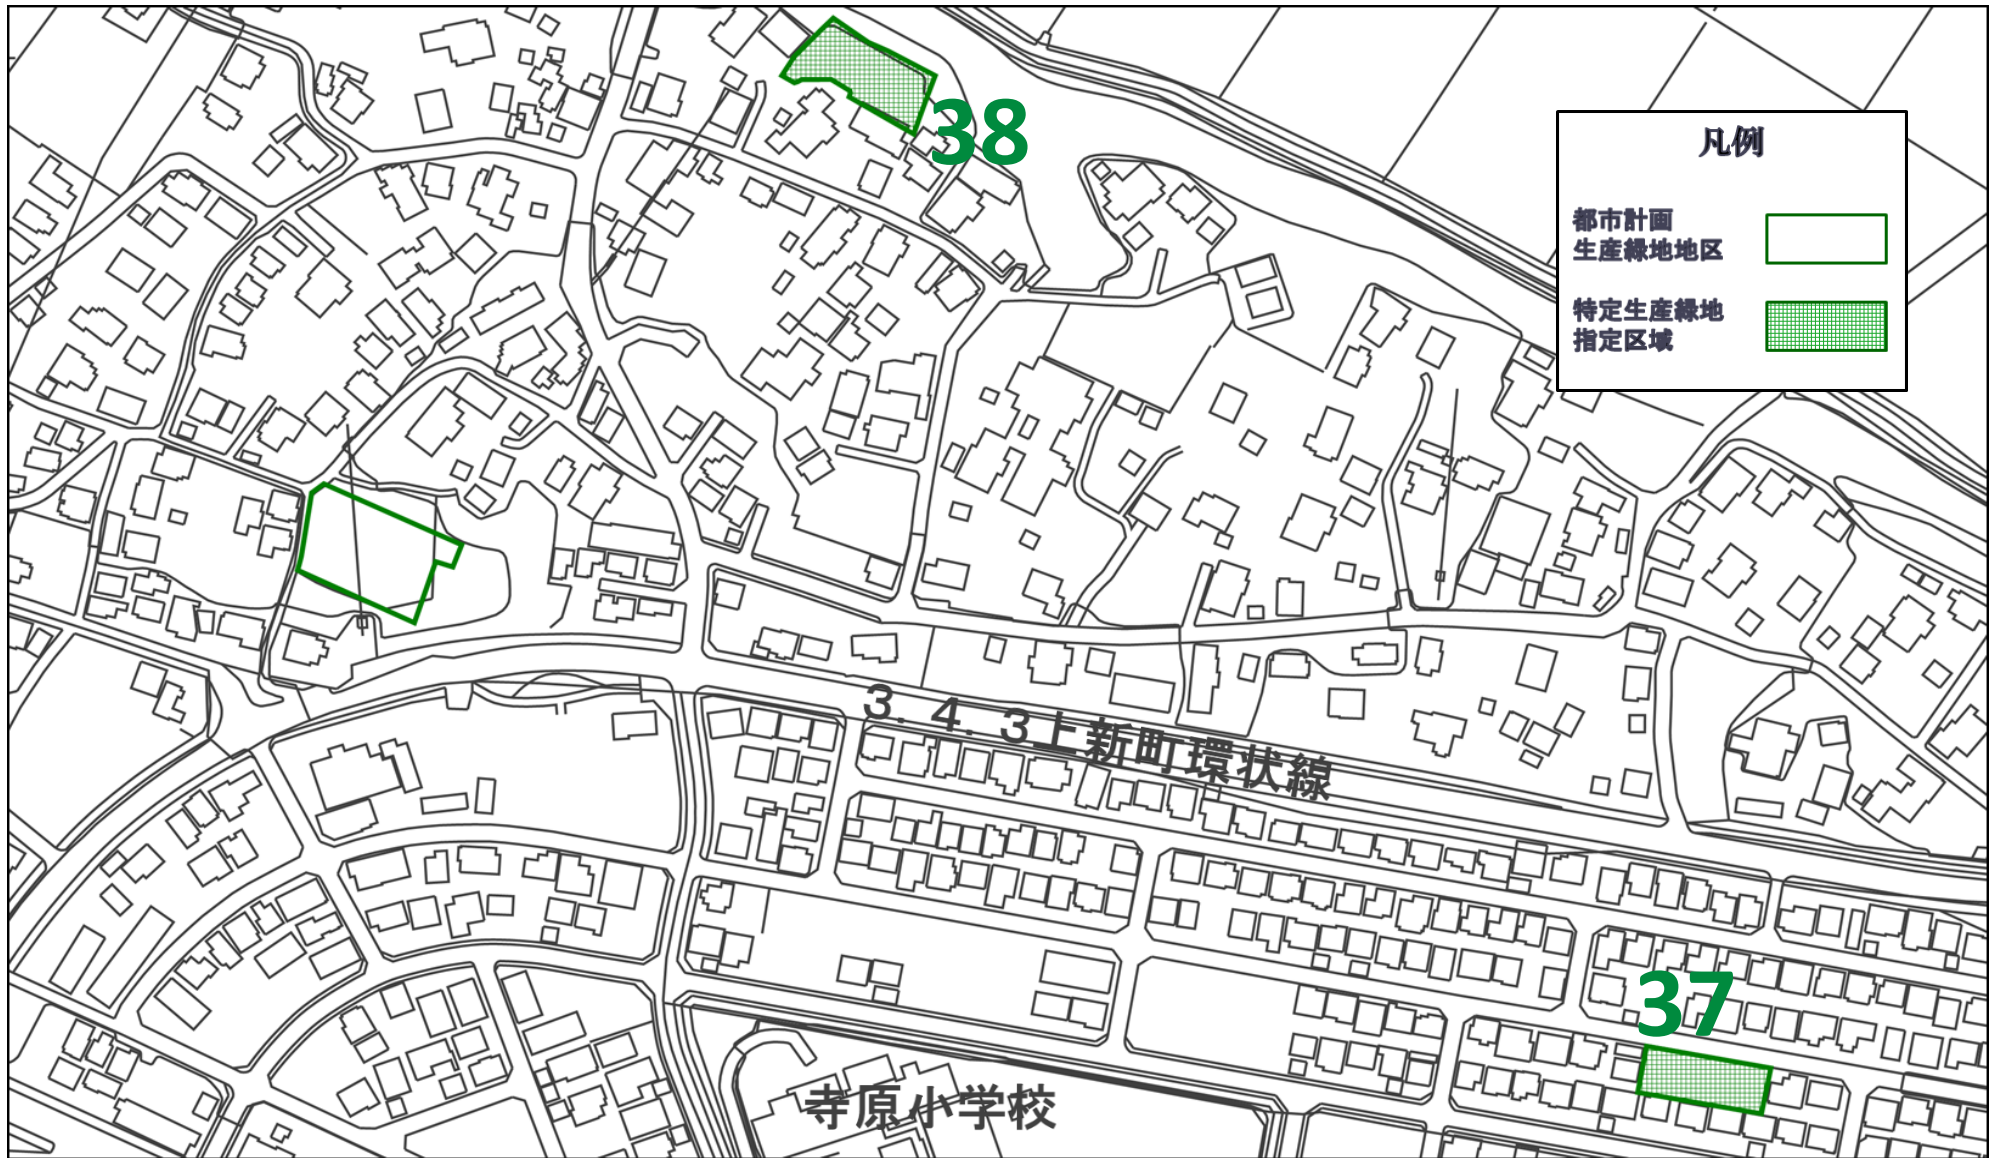 38
凡例
都市計画
生産緑地地区
特定生産緑地
指定区域
3.4.3上新町環状線
37
寺原小学校